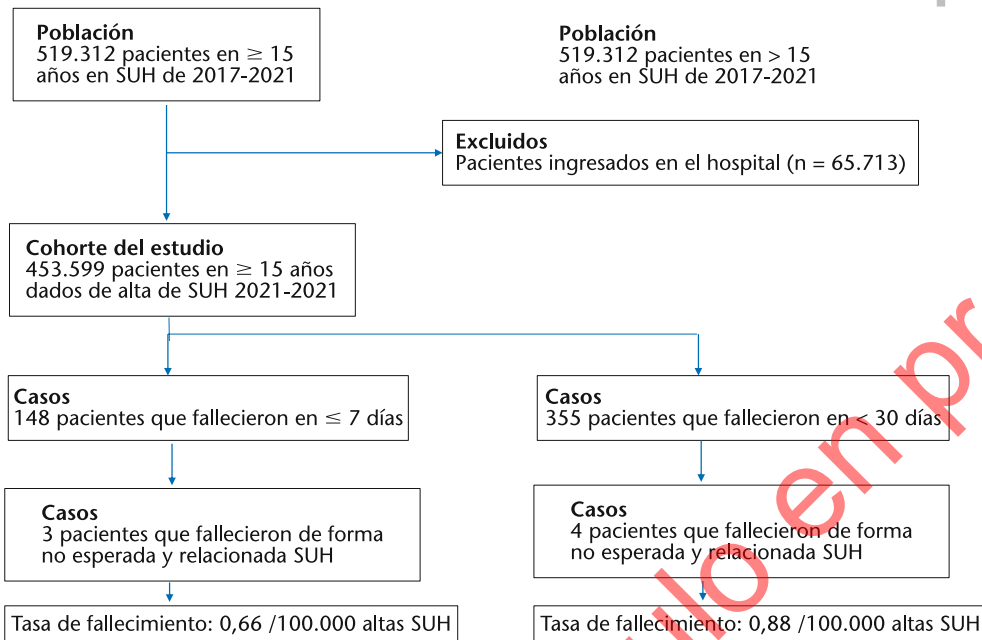 Población
519.312 pacientes en ≥ 15
años en SUH de 2017-2021
Población
519.312 pacientes en > 15
años en SUH de 2017-2021
Excluidos
Pacientes ingresados en el hospital (n = 65.713)
Cohorte del estudio
453.599 pacientes en ≥ 15 años
dados de alta de SUH 2021-2021
Casos
148 pacientes que fallecieron en ≤ 7 días
Casos
355 pacientes que fallecieron en < 30 días
Casos
3 pacientes que fallecieron de forma
no esperada y relacionada SUH
Casos
4 pacientes que fallecieron de forma
no esperada y relacionada SUH
Tasa de fallecimiento: 0,66 /100.000 altas SUH
Tasa de fallecimiento: 0,88 /100.000 altas SUH
ulo en pr